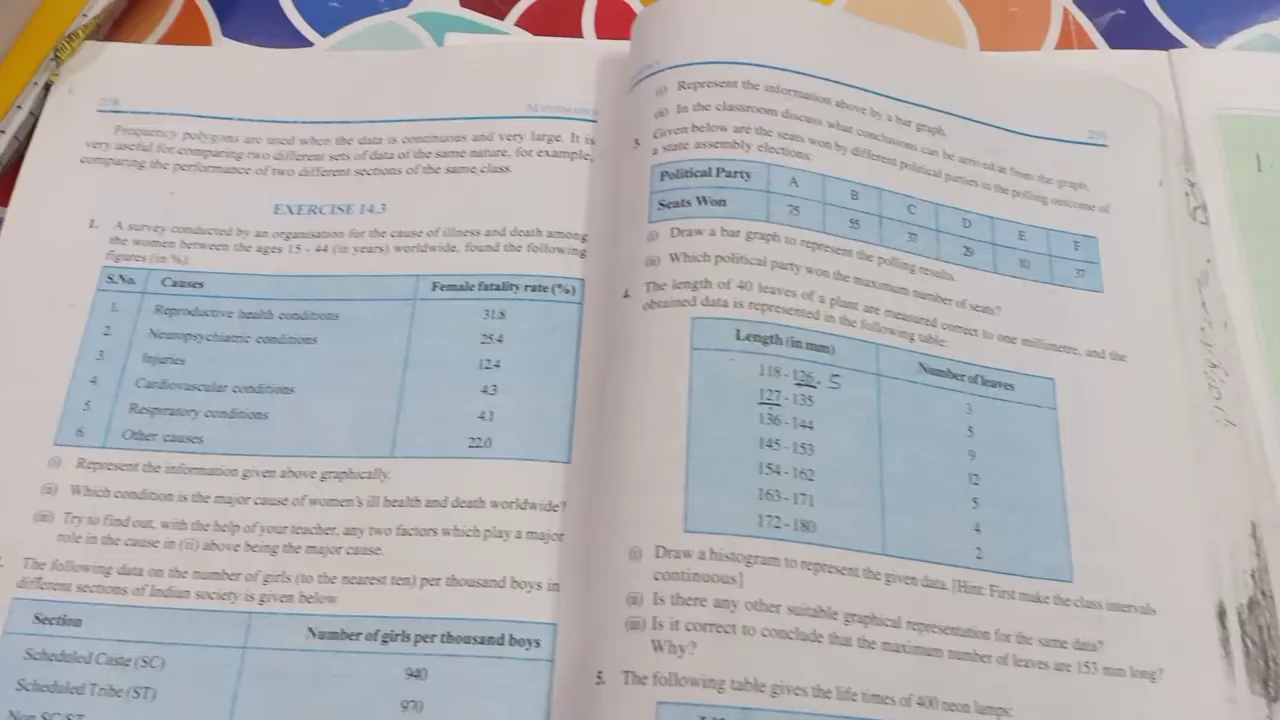 258
MATHEMATICS
Frequency polygons are used when the data is continuous and very large. It is
very useful for comparing two different sets of data of the same nature, for example,
comparing the performance of two different sections of the same class.
EXERCISE 14.3
1. A survey conducted by an organisation for the cause of illness and death among
the women between the ages 15 - 44 (in years) worldwide, found the following
figures (in %):
S.No. Causes Female fatality rate (%)
1. Reproductive health conditions 31.8
2. Neuropsychiatric conditions 25.4
3. Injuries 12.4
4. Cardiovascular conditions 4.3
5. Respiratory conditions 4.1
6. Other causes 22.0
(i) Represent the information given above graphically.
(ii) Which condition is the major cause of women's ill health and death worldwide?
(iii) Try to find out, with the help of your teacher, any two factors which play a major
role in the cause in (ii) above being the major cause.
The following data on the number of girls (to the nearest ten) per thousand boys in
different sections of Indian society is given below.
Section Number of girls per thousand boys
Scheduled Caste (SC) 940
Scheduled Tribe (ST) 970
Non SC/ST
259
(i) Represent the information above by a bar graph.
(ii) In the classroom discuss what conclusions can be arrived at from the graph.
3. Given below are the seats won by different political parties in the polling outcome of
a state assembly elections:
Political Party A B C D E F
Seats Won 75 55 37 29 10 37
(i) Draw a bar graph to represent the polling results.
(ii) Which political party won the maximum number of seats?
4. The length of 40 leaves of a plant are measured correct to one millimetre, and the
obtained data is represented in the following table:
Length (in mm) Number of leaves
118 - 126.5 3
127 - 135 5
136 - 144 9
145 - 153 12
154 - 162 5
163 - 171 4
172 - 180 2
(i) Draw a histogram to represent the given data. [Hint: First make the class intervals
continuous]
(ii) Is there any other suitable graphical representation for the same data?
(iii) Is it correct to conclude that the maximum number of leaves are 153 mm long?
Why?
5. The following table gives the life times of 400 neon lamps: